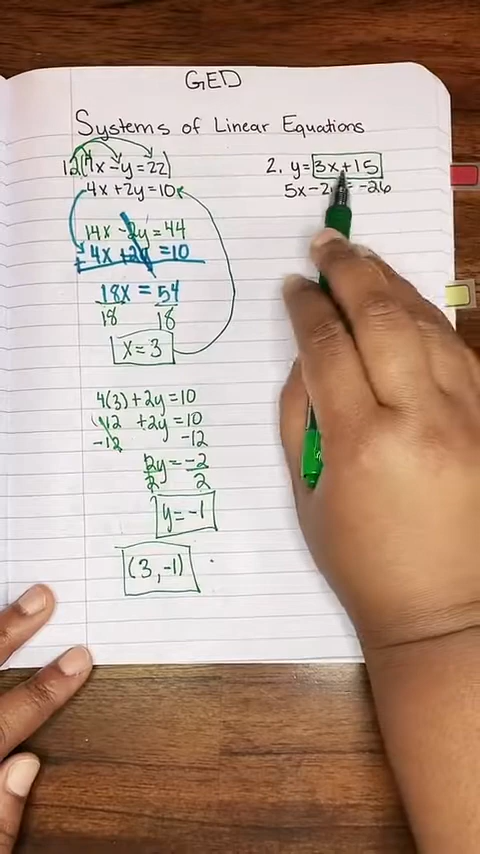 GED
Systems of Linear Equations
2(7x - y = 22)
4x + 2y = 10
14x - 2y = 44
+ 4x + 2y = 10
18x = 54
18 18
x = 3
4(3) + 2y = 10
12 + 2y = 10
-12 -12
2y = -2
2 2
y = -1
(3, -1)
2. y = 3x + 15
5x - 2y = -26